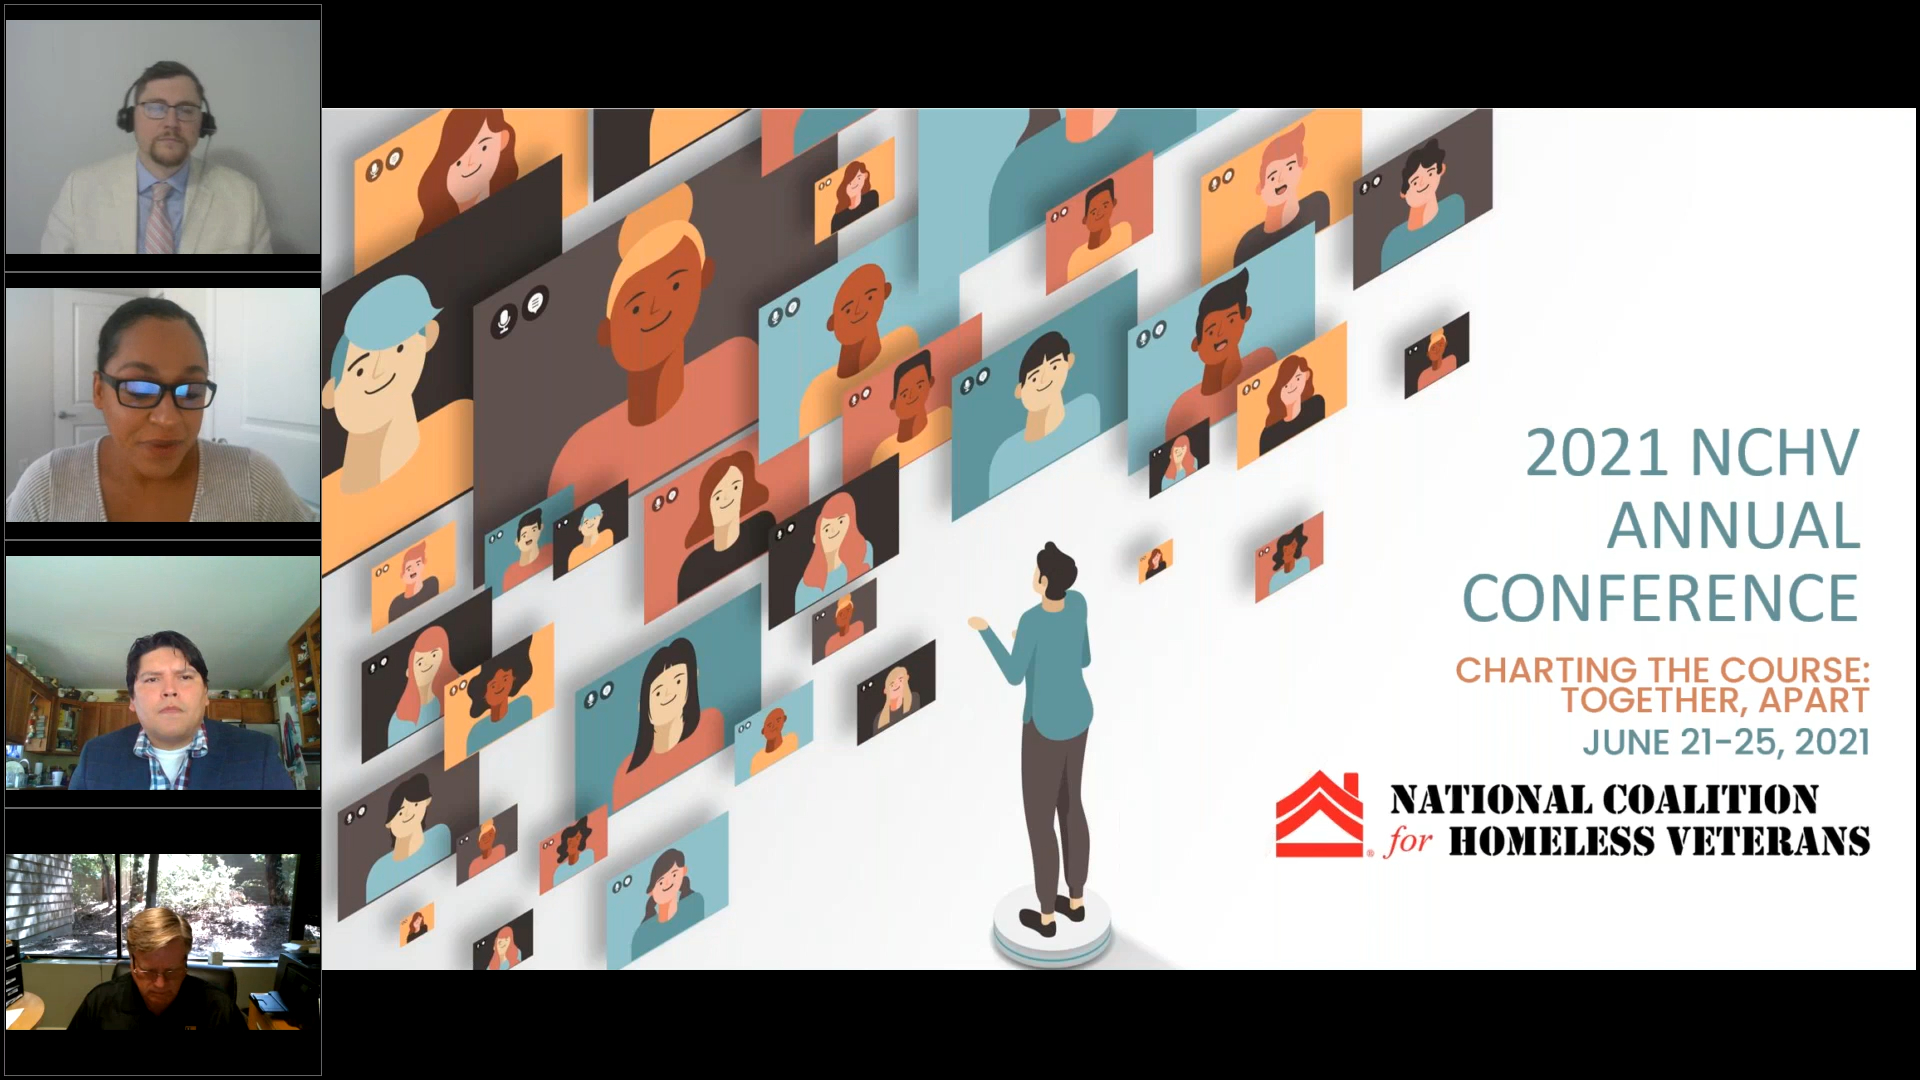 2021 NCHV
ANNUAL
CONFERENCE
CHARTING THE COURSE:
TOGETHER, APART
JUNE 21-25, 2021
NATIONAL COALITION
for HOMELESS VETERANS